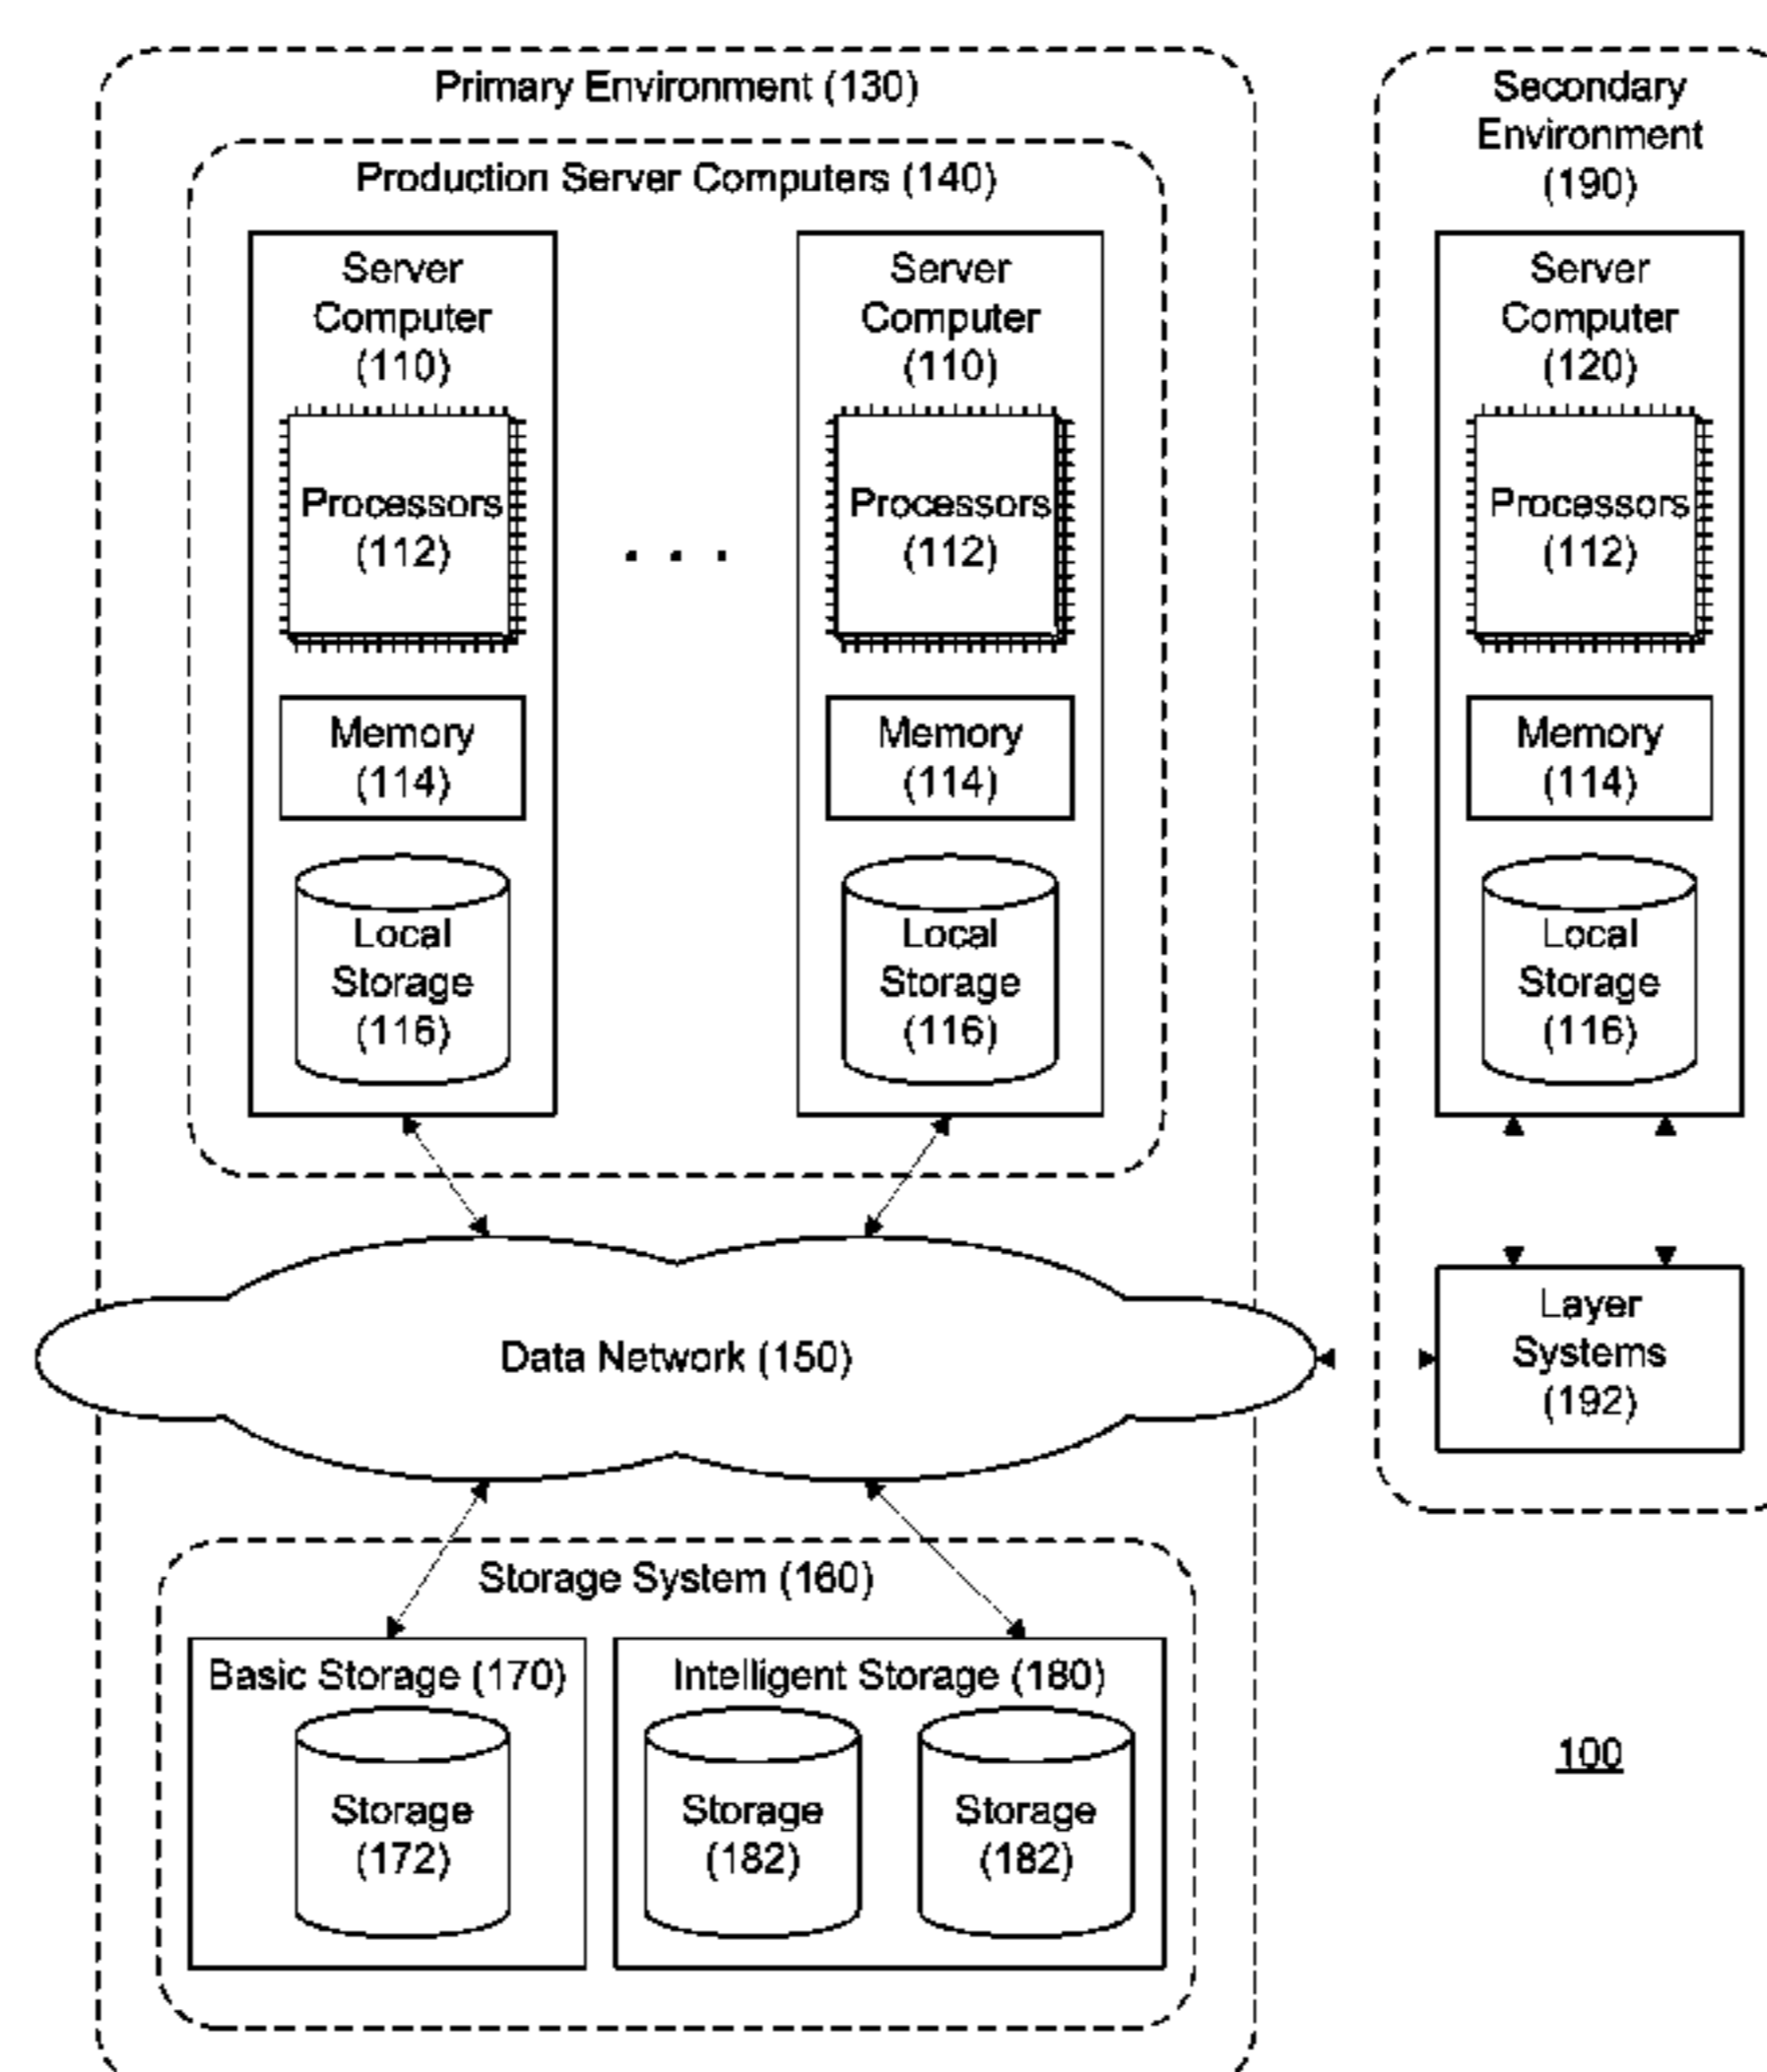 Primary Environment (130)
Production Server Computers (140)
Server
Computer
(110)
Processors
(112)
Memory
(114)
Local
Storage
(116)
. . .
Server
Computer
(110)
Processors
(112)
Memory
(114)
Local
Storage
(116)
Data Network (150)
Storage System (160)
Basic Storage (170)
Storage
(172)
Intelligent Storage (180)
Storage
(182)
Storage
(182)
Secondary
Environment
(190)
Server
Computer
(120)
Processors
(112)
Memory
(114)
Local
Storage
(116)
Layer
Systems
(192)
100